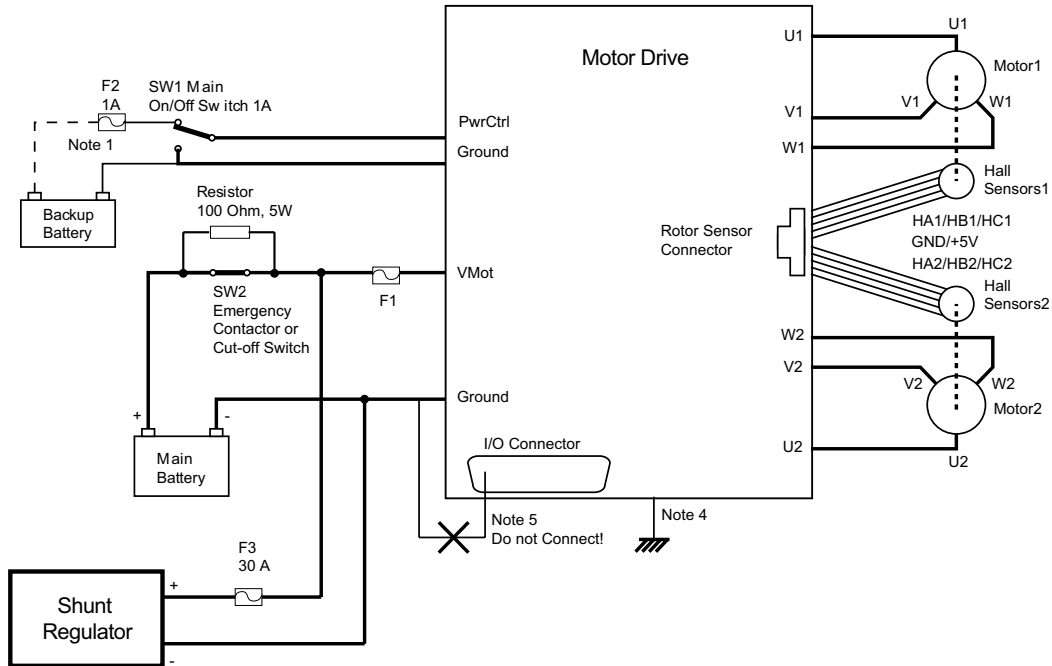 Motor Drive
U1
U1
Motor1
V1
W1
V1
W1
F2
1A
SW1 Main
On/Off Switch 1A
Note 1
PwrCtrl
Ground
Backup
Battery
Resistor
100 Ohm, 5W
Hall
Sensors1
HA1/HB1/HC1
GND/+5V
HA2/HB2/HC2
Rotor Sensor
Connector
Hall
Sensors2
VMot
F1
SW2
Emergency
Contactor or
Cut-off Switch
W2
V2
V2
W2
Motor2
U2
U2
Ground
+
-
Main
Battery
I/O Connector
Note 5
Do not Connect!
Note 4
F3
30 A
+
Shunt
Regulator
-